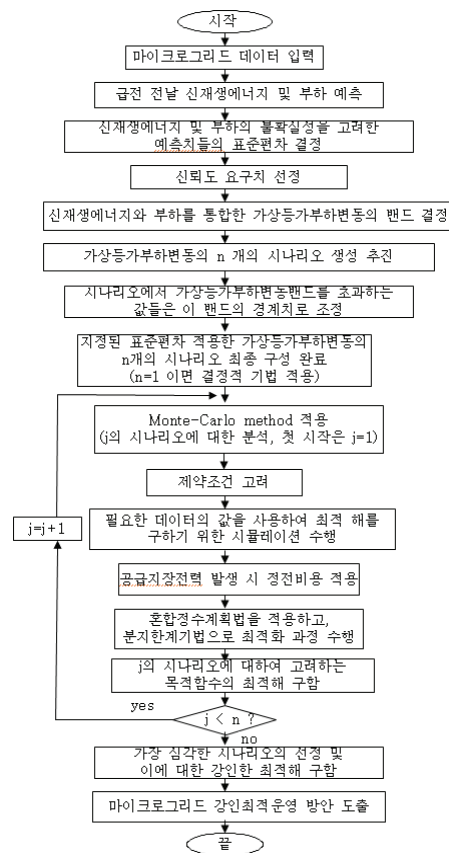 시작
마이크로그리드 데이터 입력
급전 전날 신재생에너지 및 부하 예측
신재생에너지 및 부하의 불확실성을 고려한
예측치들의 표준편차 결정
신뢰도 요구치 선정
신재생에너지와 부하를 통합한 가상등가부하변동의 밴드 결정
가상등가부하변동의 n 개의 시나리오 생성 추진
시나리오에서 가상등가부하변동밴드를 초과하는
값들은 이 밴드의 경계치로 조정
지정된 표준편차 적용한 가상등가부하변동의
n개의 시나리오 최종 구성 완료
(n=1 이면 결정적 기법 적용)
Monte-Carlo method 적용
(j의 시나리오에 대한 분석, 첫 시작은 j=1)
제약조건 고려
j=j+1
필요한 데이터의 값을 사용하여 최적 해를
구하기 위한 시뮬레이션 수행
공급지장전력 발생 시 정전비용 적용
혼합정수계획법을 적용하고,
분지한계기법으로 최적화 과정 수행
j의 시나리오에 대하여 고려하는
목적함수의 최적해 구함
yes
j < n ?
no
가장 심각한 시나리오의 선정 및
이에 대한 강인한 최적해 구함
마이크로그리드 강인최적운영 방안 도출
끝